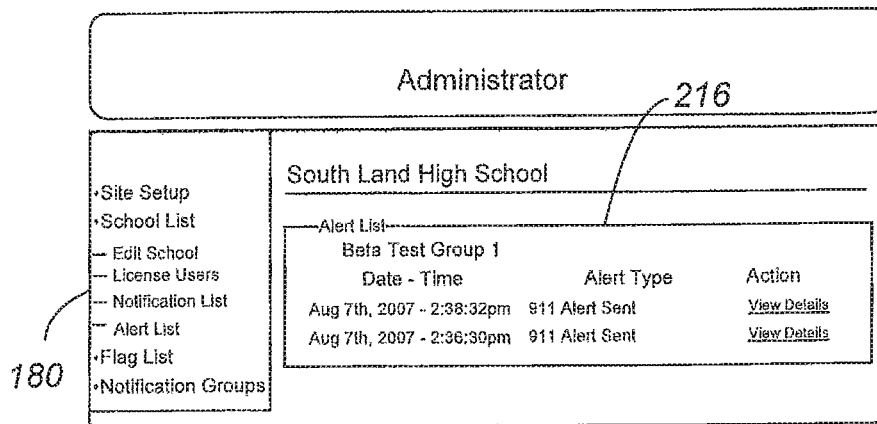 Administrator
216
South Land High School
•Site Setup
•School List
— Edit School
— License Users
— Notification List
— Alert List
•Flag List
•Notification Groups
180
Alert List
Beta Test Group 1
Date - Time Alert Type Action
Aug 7th, 2007 - 2:38:32pm 911 Alert Sent View Details
Aug 7th, 2007 - 2:36:30pm 911 Alert Sent View Details